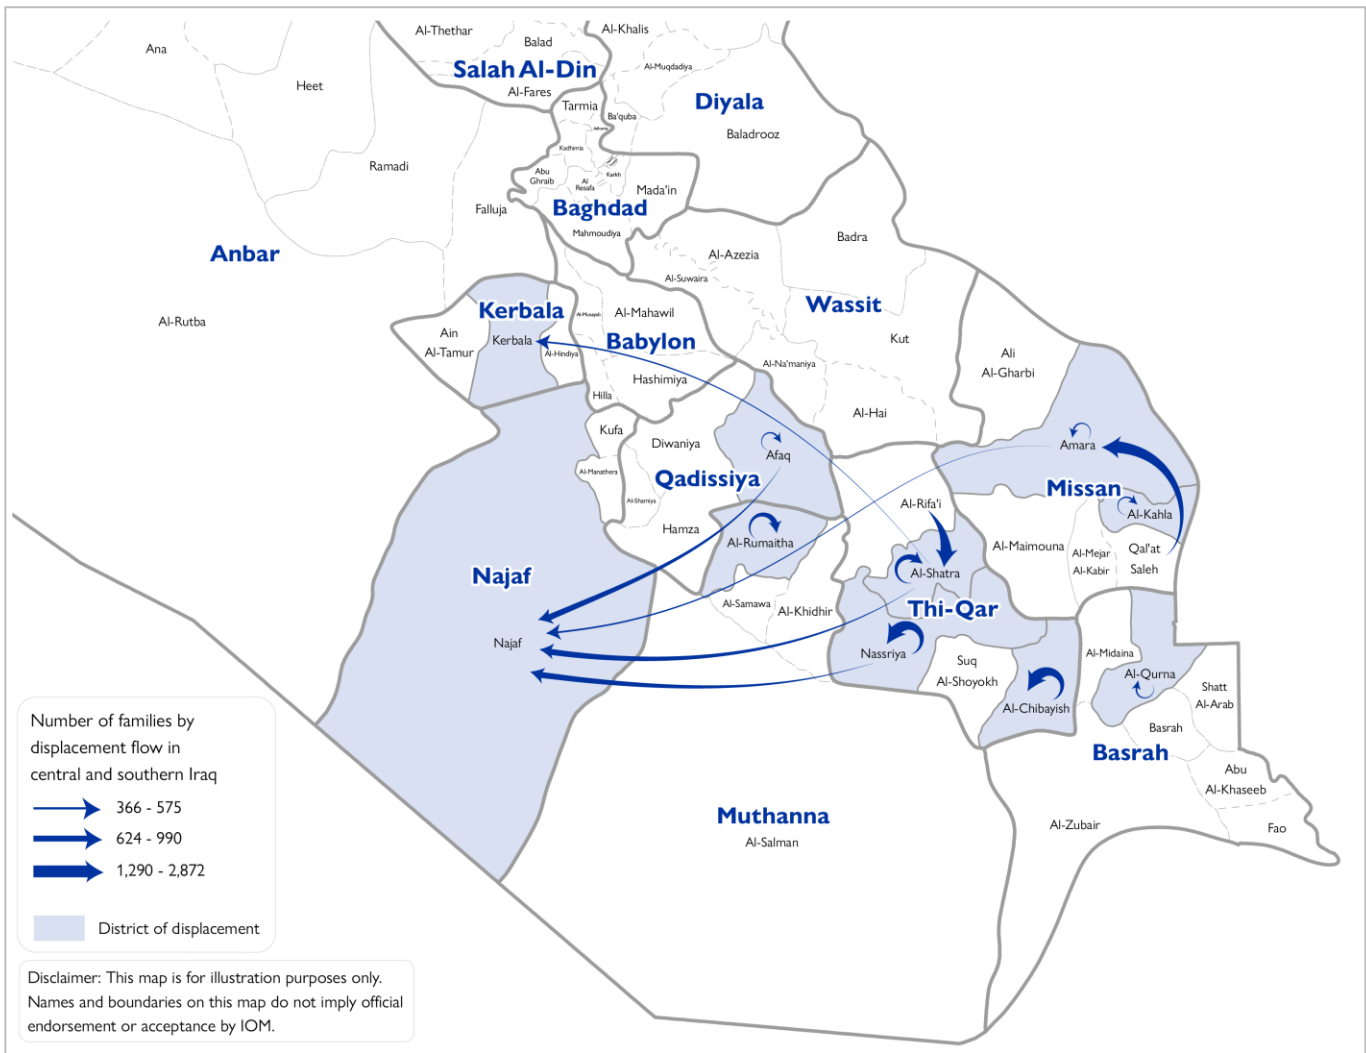 Al-Thethar
Al-Khalis
Ana
Balad
Salah Al-Din
Al-Muqdadiya
Heet
Al-Fares
Diyala
Tarmia
Ba'quba
Baladrooz
Kadhimia
Ramadi
Abu
Ghraib
Karkh
Al
Resafa
Mada'in
Falluja
Baghdad
Mahmoudiya
Badra
Anbar
Al-Azezia
Al-Suwaira
Kerbala
Wassit
Al-Rutba
Al-Musayab
Al-Mahawil
Ain
Al-Tamur
Kerbala
Al-Hindiya
Babylon
Kut
Ali
Al-Gharbi
Al-Na'maniya
Hashimiya
Hilla
Al-Hai
Kufa
Diwaniya
Afaq
Amara
Al-Manathera
Qadissiya
Missan
Al-Shamiya
Al-Rifa'i
Al-Kahla
Hamza
Al-Rumaitha
Al-Maimouna
Al-Mejar
Al-Kabir
Qal'at
Saleh
Najaf
Al-Shatra
Al-Samawa
Al-Khidhir
Thi-Qar
Najaf
Nassriya
Suq
Al-Shoyokh
Al-Midaina
Al-Qurna
Shatt
Al-Arab
Al-Chibayish
Basrah
Basrah
Abu
Al-Khaseeb
Muthanna
Al-Salman
Al-Zubair
Fao
Number of families by
displacement flow in
central and southern Iraq
366 - 575
624 - 990
1,290 - 2,872
District of displacement
Disclaimer: This map is for illustration purposes only.
Names and boundaries on this map do not imply official
endorsement or acceptance by IOM.